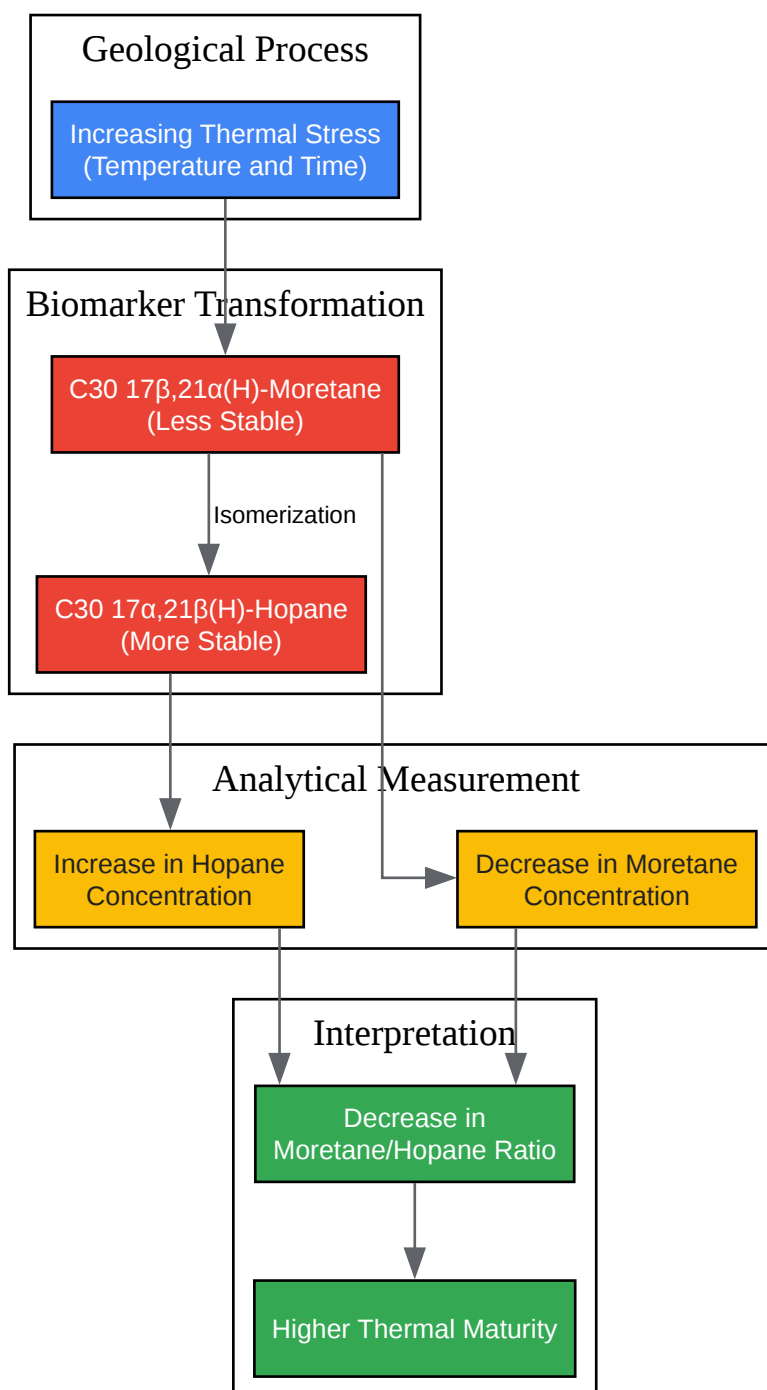 Geological Process
Increasing Thermal Stress
(Temperature and Time)
Biomarker Transformation
C30 17β,21α(H)-Moretane
(Less Stable)
Isomerization
C30 17α,21β(H)-Hopane
(More Stable)
Analytical Measurement
Increase in Hopane
Concentration
Decrease in Moretane
Concentration
Interpretation
Decrease in
Moretane/Hopane Ratio
Higher Thermal Maturity